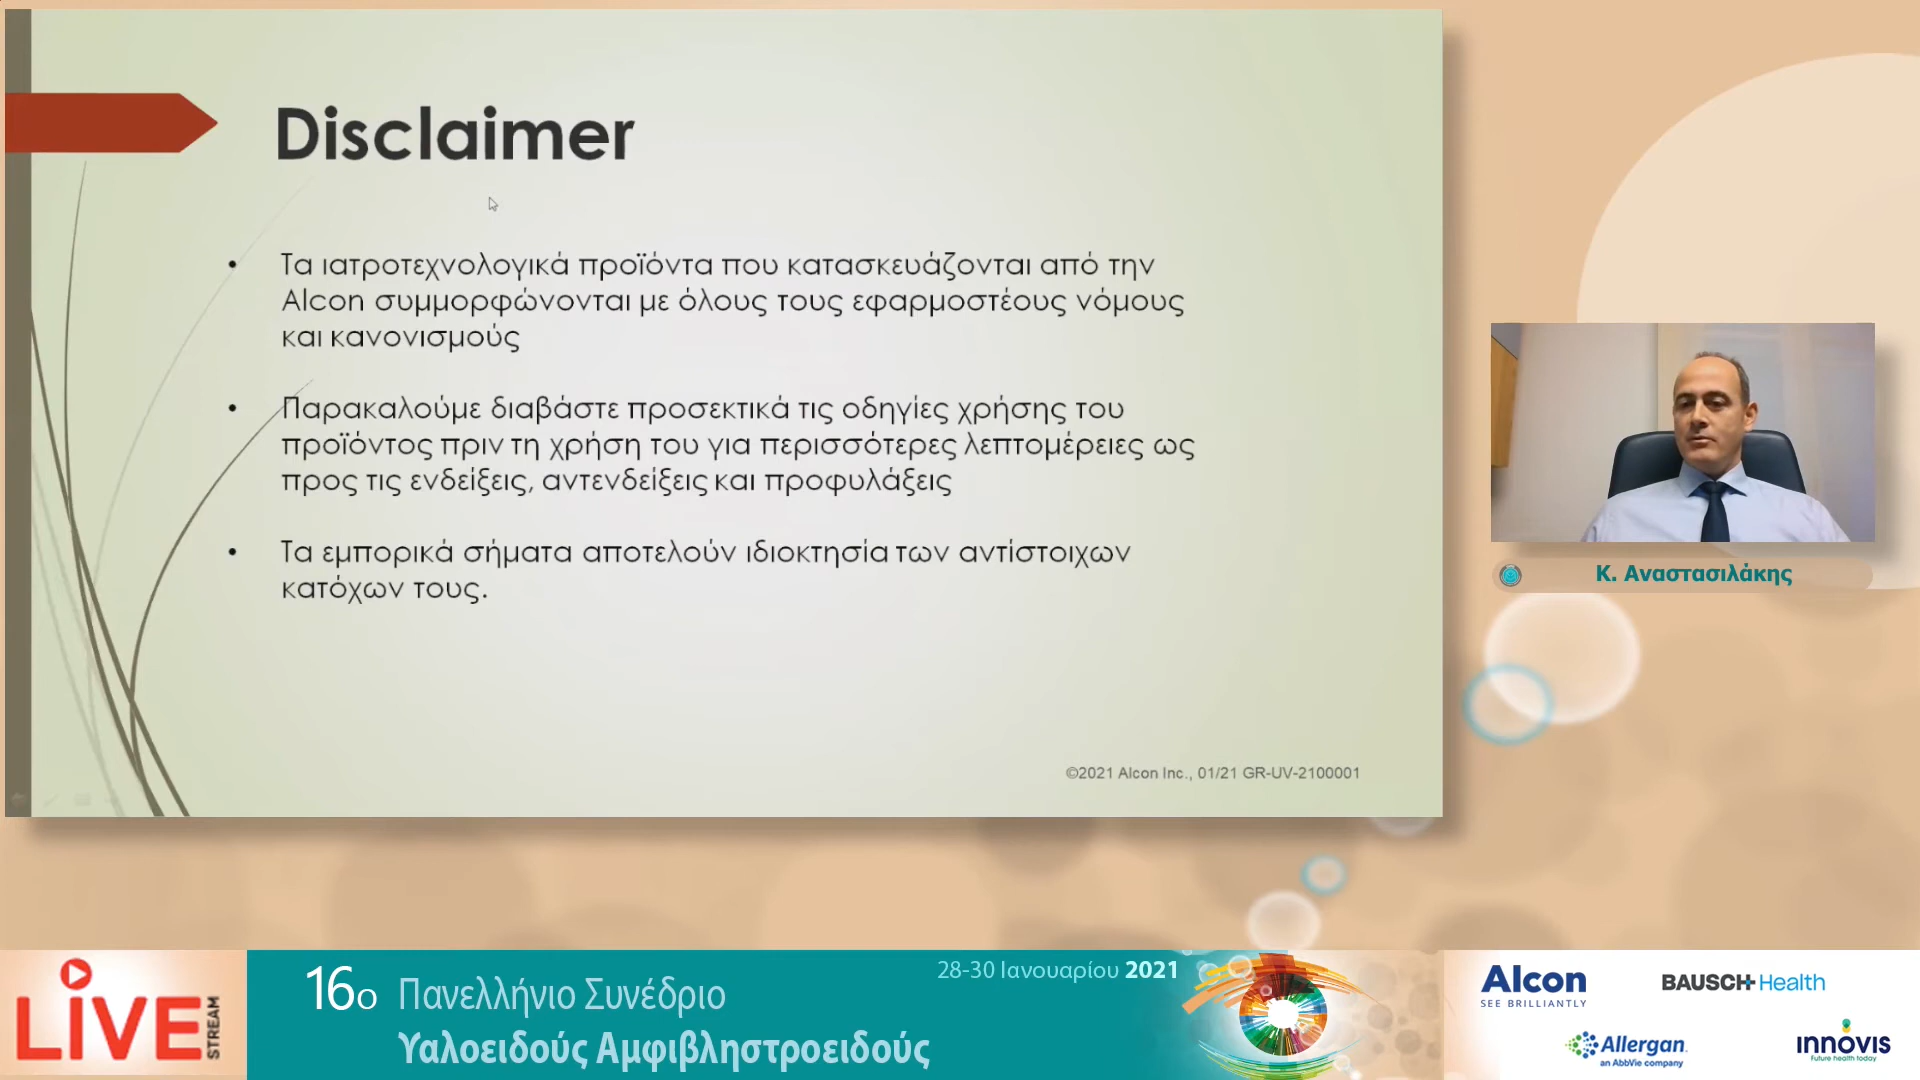 Disclaimer
• Τα ιατροτεχνολογικά προϊόντα που κατασκευάζονται από την
Alcon συμμορφώνονται με όλους τους εφαρμοστέους νόμους
και κανονισμούς
• Παρακαλούμε διαβάστε προσεκτικά τις οδηγίες χρήσης του
προϊόντος πριν τη χρήση του για περισσότερες λεπτομέρειες ως
προς τις ενδείξεις, αντενδείξεις και προφυλάξεις
• Τα εμπορικά σήματα αποτελούν ιδιοκτησία των αντίστοιχων
κατόχων τους.
©2021 Alcon Inc., 01/21 GR-UV-2100001
Κ. Αναστασιλάκης
LIVE STREAM
16ο Πανελλήνιο Συνέδριο
Υαλοειδούς Αμφιβληστροειδούς
28-30 Ιανουαρίου 2021
Alcon
SEE BRILLIANTLY
BAUSCH+Health
Allergan
an AbbVie company
innovis
Future health today